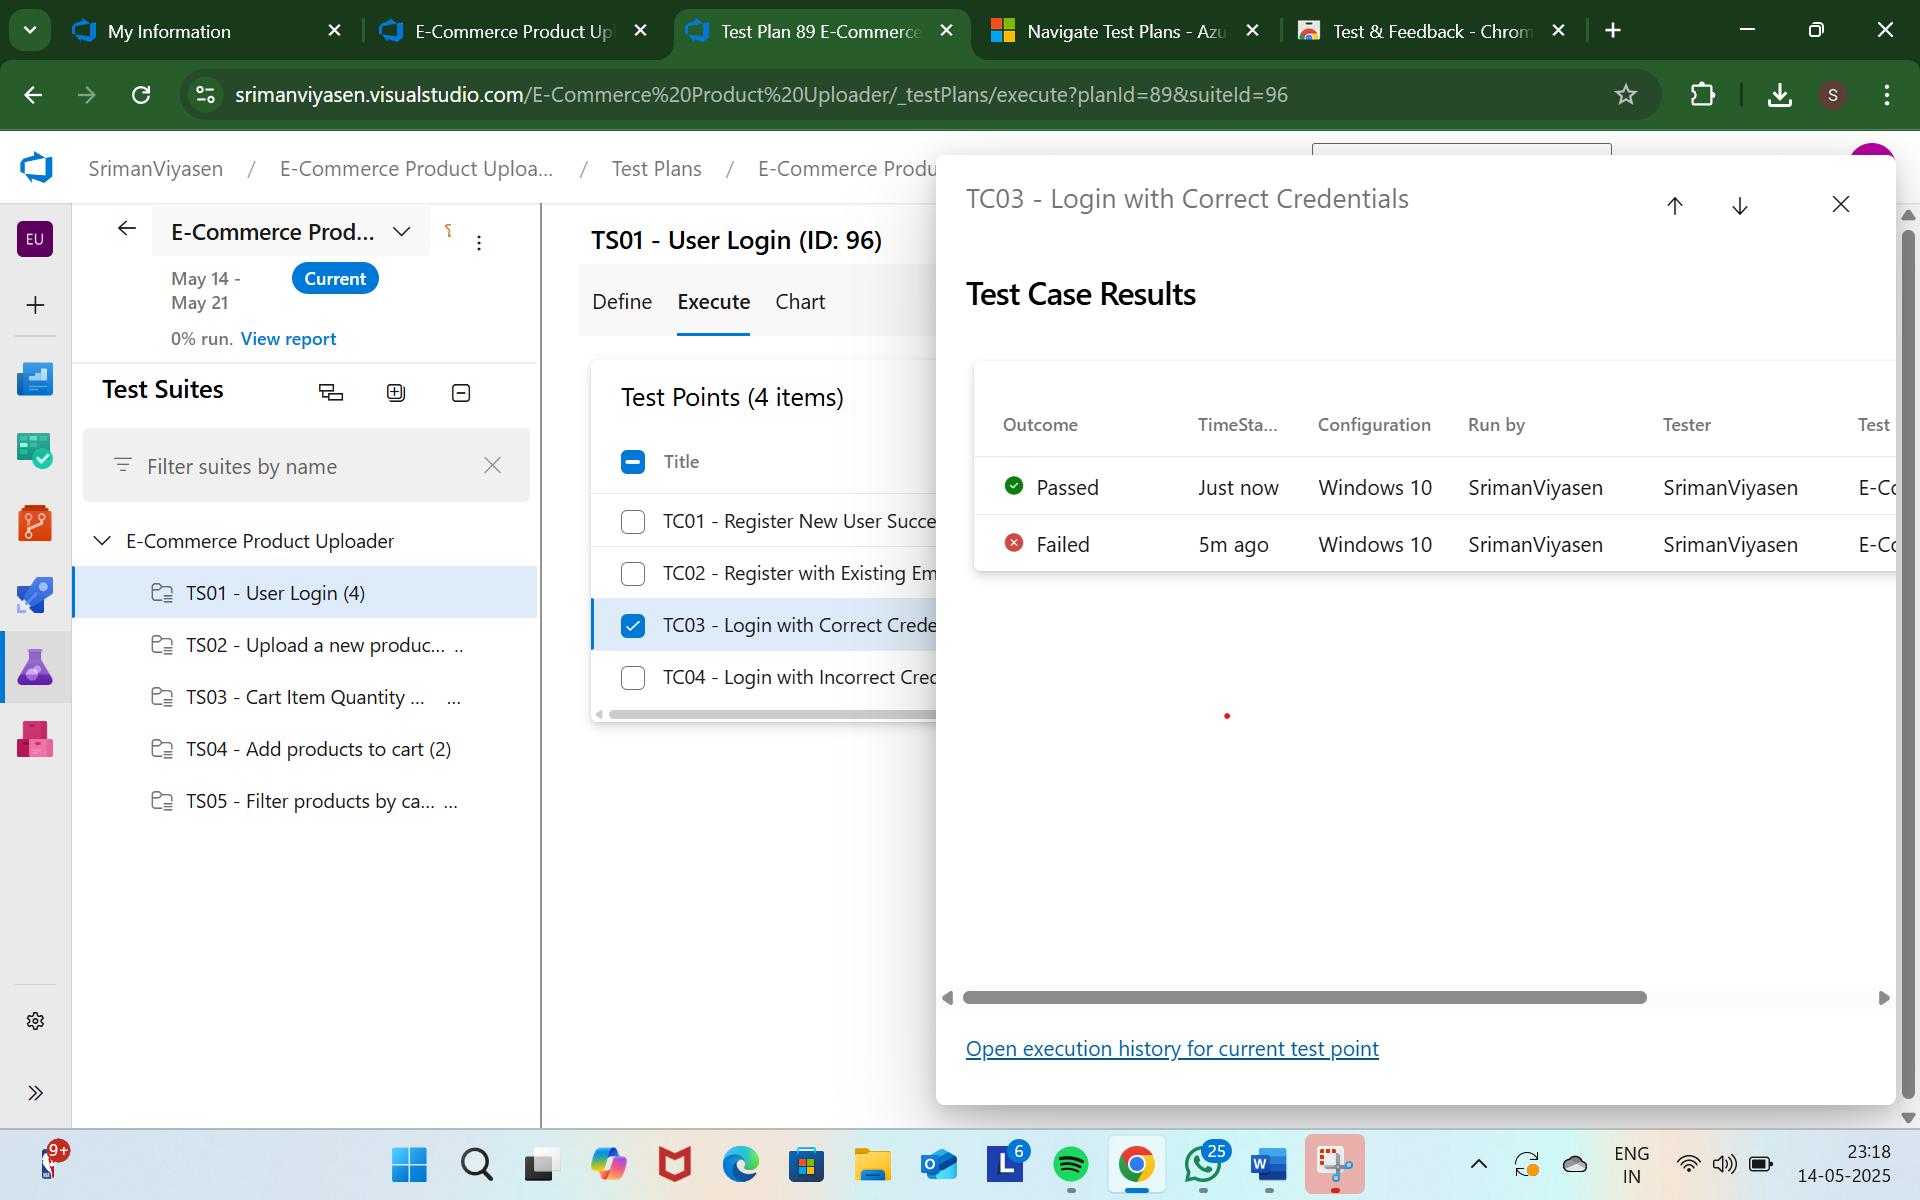 My Information
E-Commerce Product Upl
Test Plan 89 E-Commerce
Navigate Test Plans - Azu
Test & Feedback - Chrom
srimanviyasen.visualstudio.com/E-Commerce%20Product%20Uploader/_testPlans/execute?planId=89&suiteId=96
S
SrimanViyasen / E-Commerce Product Uploa... / Test Plans / E-Commerce Produ
EU
E-Commerce Prod...
May 14 -
May 21
Current
0% run. View report
Test Suites
Filter suites by name
E-Commerce Product Uploader
TS01 - User Login (4)
TS02 - Upload a new produc... ..
TS03 - Cart Item Quantity ... ...
TS04 - Add products to cart (2)
TS05 - Filter products by ca... ...
TS01 - User Login (ID: 96)
Define Execute Chart
Test Points (4 items)
Title
TC01 - Register New User Succe
TC02 - Register with Existing Em
TC03 - Login with Correct Crede
TC04 - Login with Incorrect Cred
TC03 - Login with Correct Credentials
Test Case Results
Outcome TimeSta... Configuration Run by Tester Test
Passed Just now Windows 10 SrimanViyasen SrimanViyasen E-Co
Failed 5m ago Windows 10 SrimanViyasen SrimanViyasen E-Co
Open execution history for current test point
9+
6
25
ENG
IN
23:18
14-05-2025